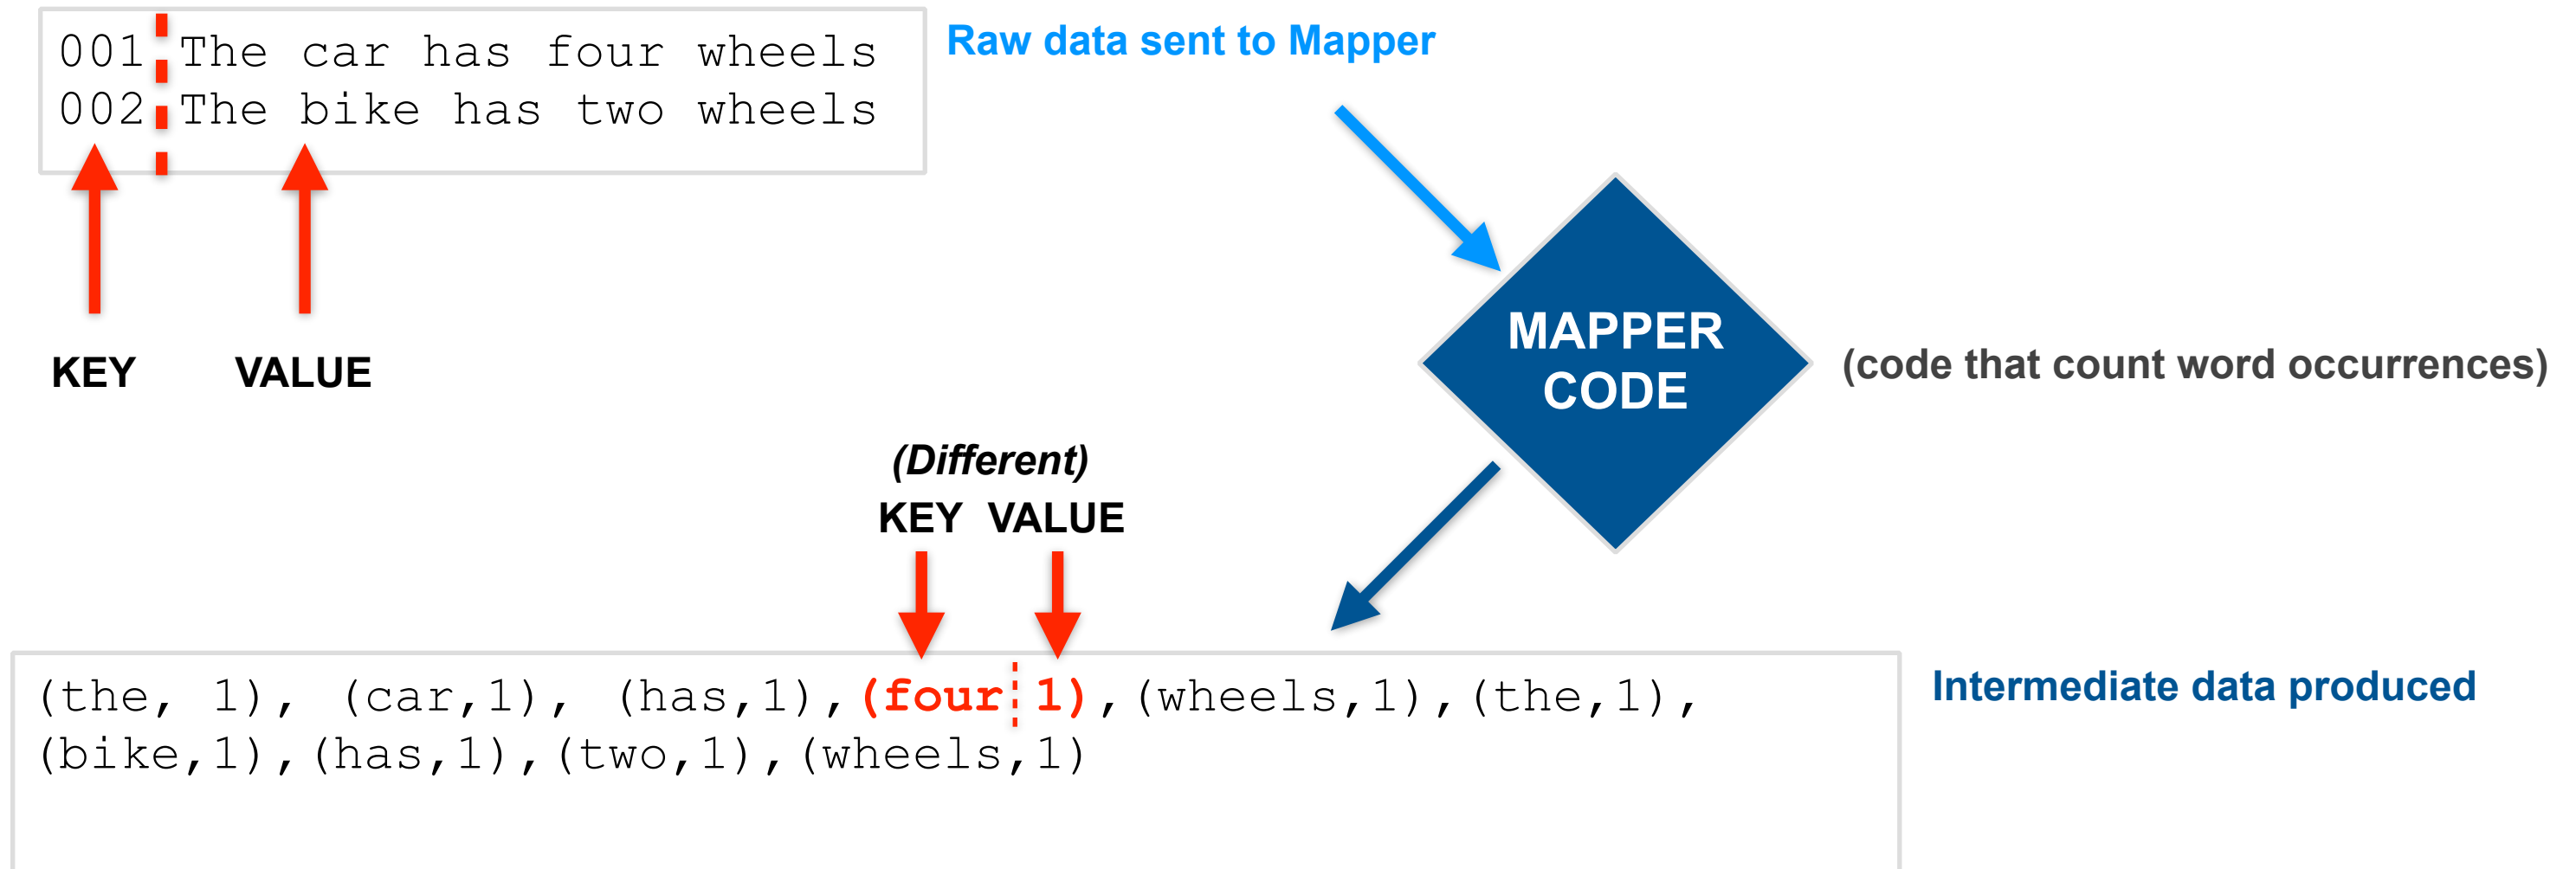 001 The car has four wheels
002 The bike has two wheels
Raw data sent to Mapper
KEY VALUE
MAPPER
CODE
(code that count word occurrences)
(Different)
KEY VALUE
(the, 1), (car,1), (has,1),(four 1),(wheels,1),(the,1),
(bike,1),(has,1),(two,1),(wheels,1)
Intermediate data produced